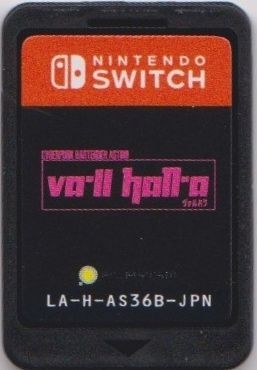 NINTENDO
SWITCH
CYBERPUNK BARTENDER ACTION
va-11 hall-a
ヴァルハラ
LA-H-AS36B-JPN